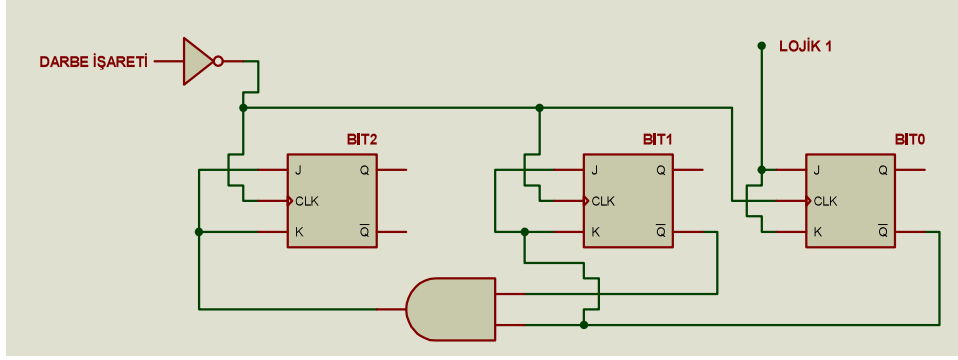 DARBE İŞARETİ
LOJİK 1
BIT2
BIT1
BIT0
J Q
CLK
K Q̅
J Q
CLK
K Q̅
J Q
CLK
K Q̅